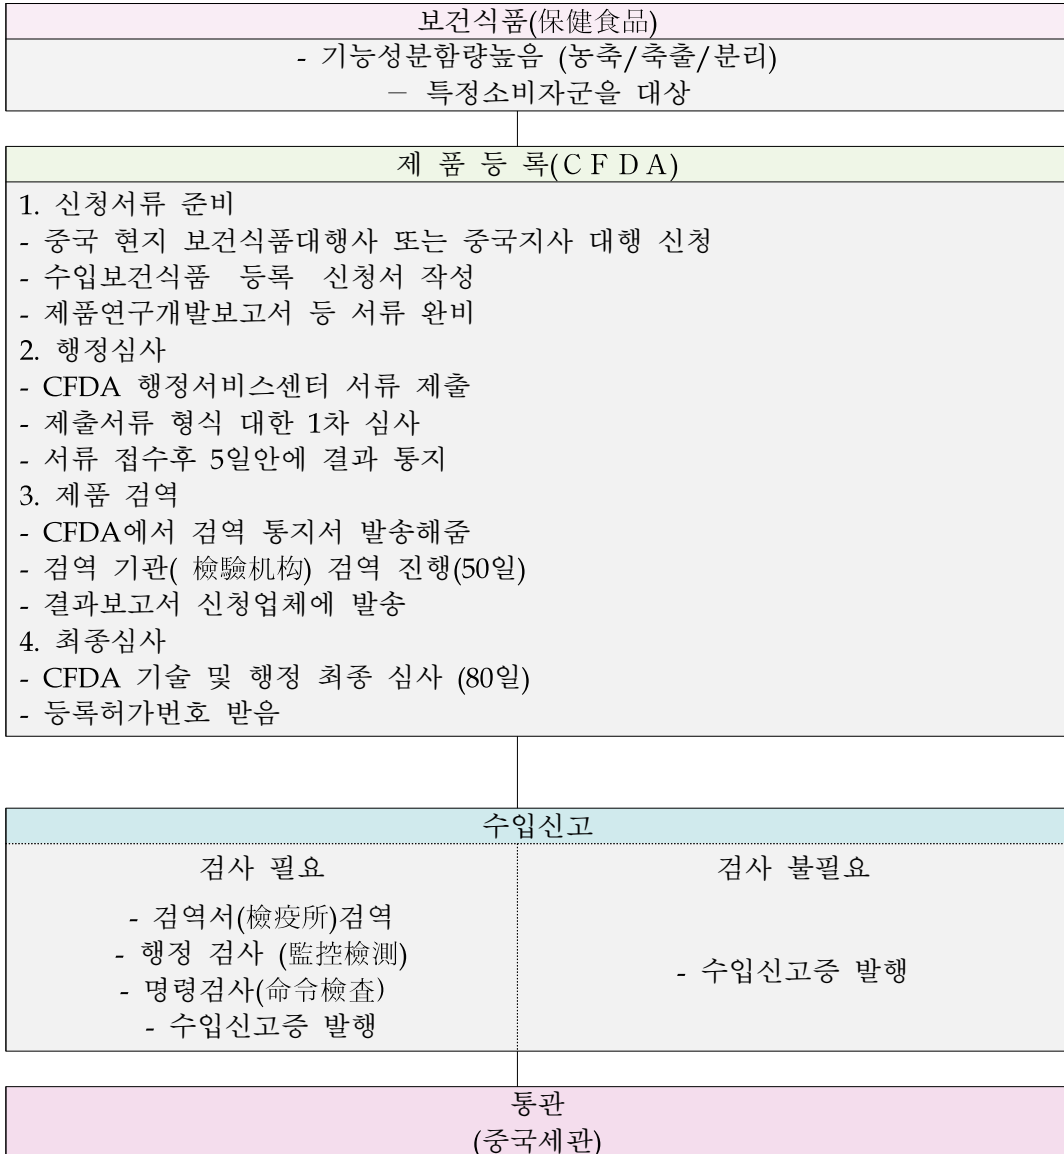 보건식품(保健食品)
- 기능성분함량높음 (농축/축출/분리)
- 특정소비자군을 대상
제 품 등 록(C F D A)
1. 신청서류 준비
- 중국 현지 보건식품대행사 또는 중국지사 대행 신청
- 수입보건식품 등록 신청서 작성
- 제품연구개발보고서 등 서류 완비
2. 행정심사
- CFDA 행정서비스센터 서류 제출
- 제출서류 형식 대한 1차 심사
- 서류 접수후 5일안에 결과 통지
3. 제품 검역
- CFDA에서 검역 통지서 발송해줌
- 검역 기관( 檢驗机构) 검역 진행(50일)
- 결과보고서 신청업체에 발송
4. 최종심사
- CFDA 기술 및 행정 최종 심사 (80일)
- 등록허가번호 받음
수입신고
검사 필요
- 검역서(檢疫所)검역
- 행정 검사 (監控檢測)
- 명령검사(命令檢査)
- 수입신고증 발행
검사 불필요
- 수입신고증 발행
통관
(중국세관)